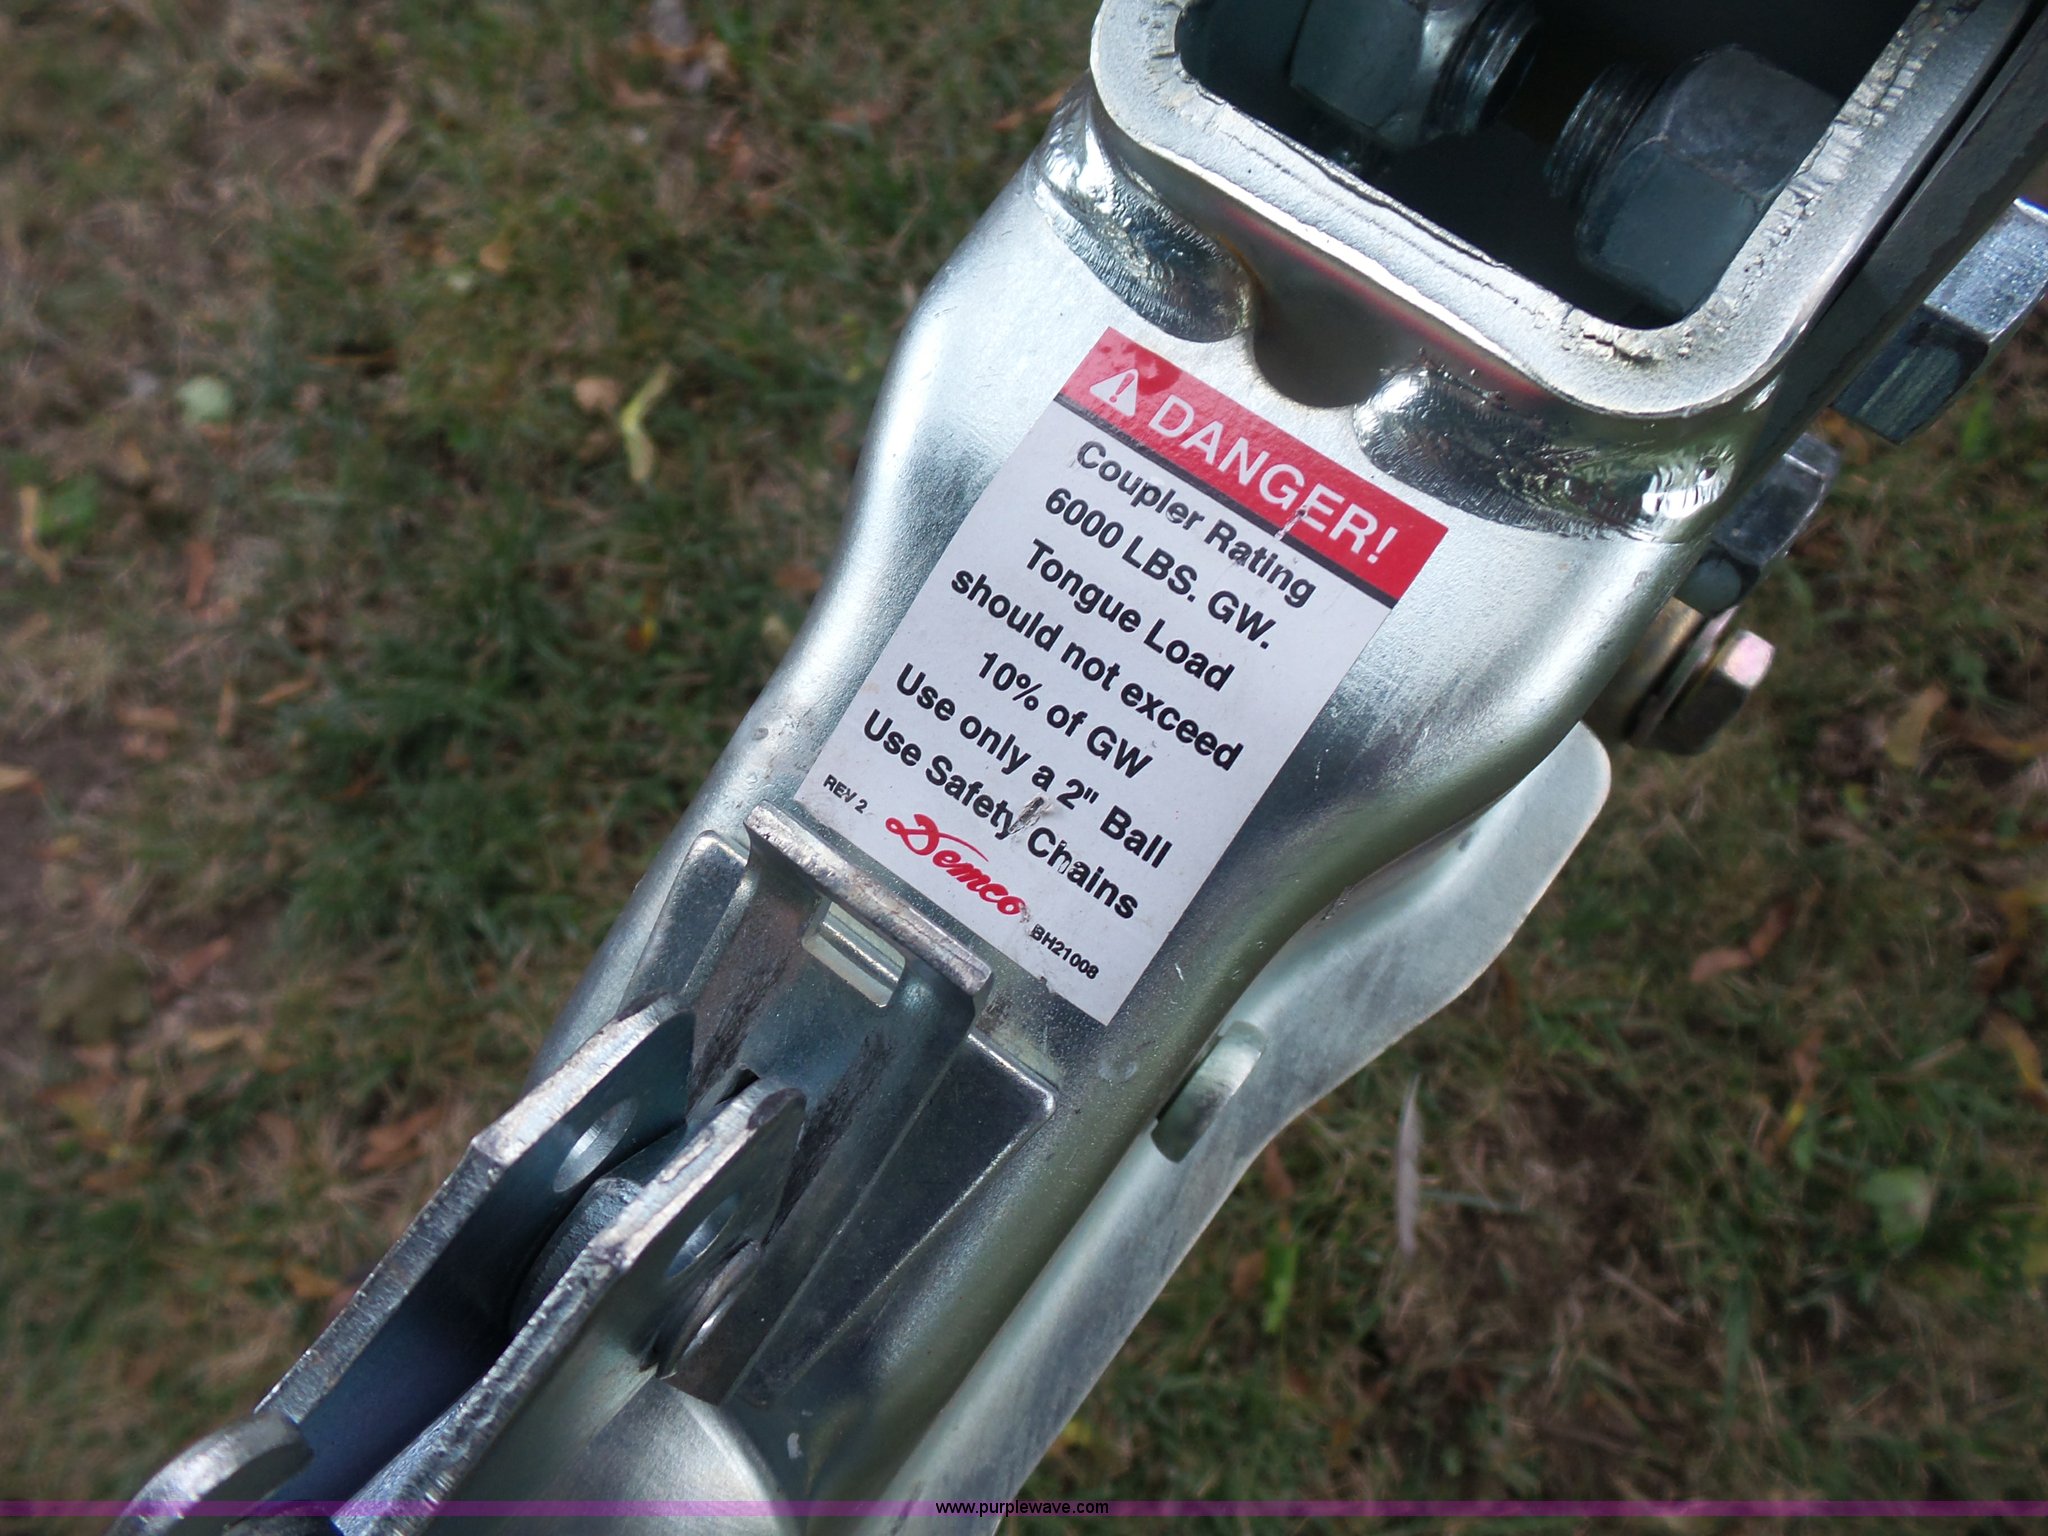 DANGER!
Coupler Rating
6000 LBS. GW.
Tongue Load
should not exceed
10% of GW
Use only a 2" Ball
Use Safety Chains
REV 2 Demco BH21008
www.purplewave.com